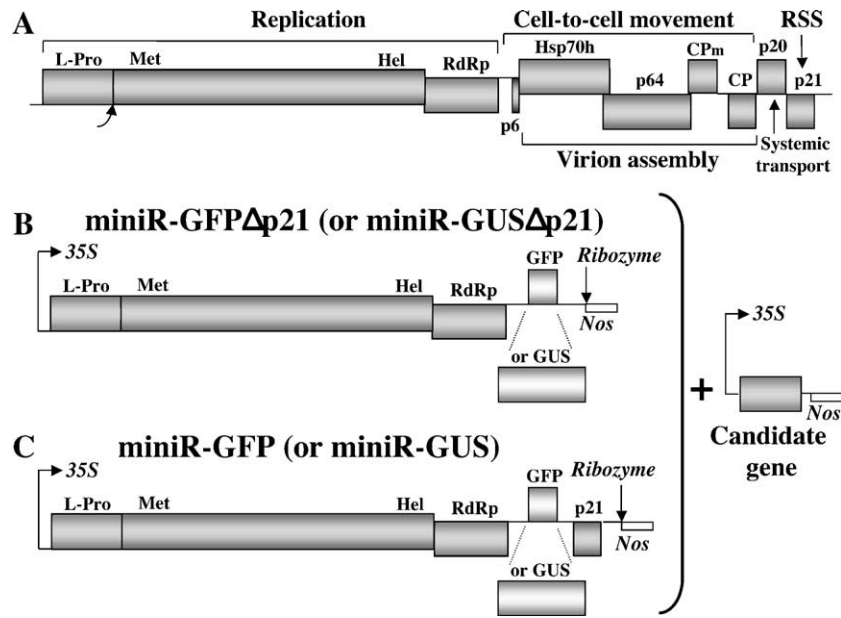 A
Replication
Cell-to-cell movement
RSS
L-Pro Met Hel RdRp Hsp70h p64 CPm CP p20 p21
p6
Virion assembly
Systemic transport
B
miniR-GFPΔp21 (or miniR-GUSΔp21)
35S
L-Pro Met Hel RdRp GFP Ribozyme
Nos
or GUS
C
miniR-GFP (or miniR-GUS)
35S
L-Pro Met Hel RdRp GFP p21 Ribozyme
Nos
or GUS
+
35S
Nos
Candidate
gene